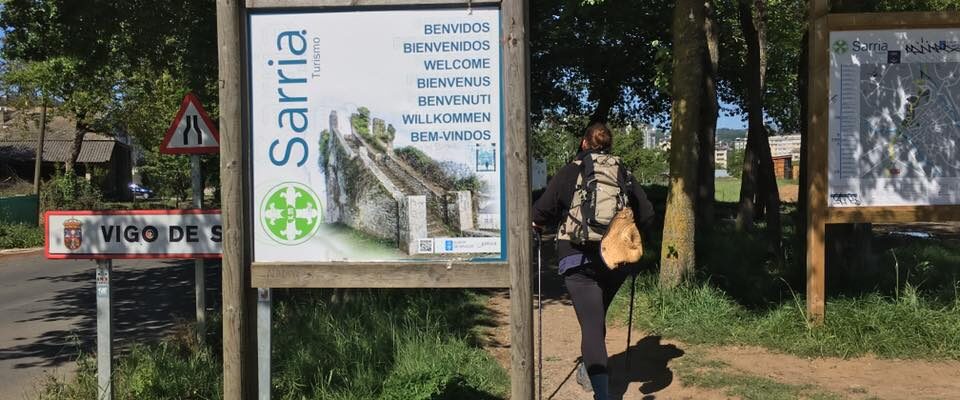 Sarria
Turismo
BENVIDOS
BIENVENIDOS
WELCOME
BIENVENUS
BENVENUTI
WILLKOMMEN
BEM-VINDOS
VIGO DE S
Sarria